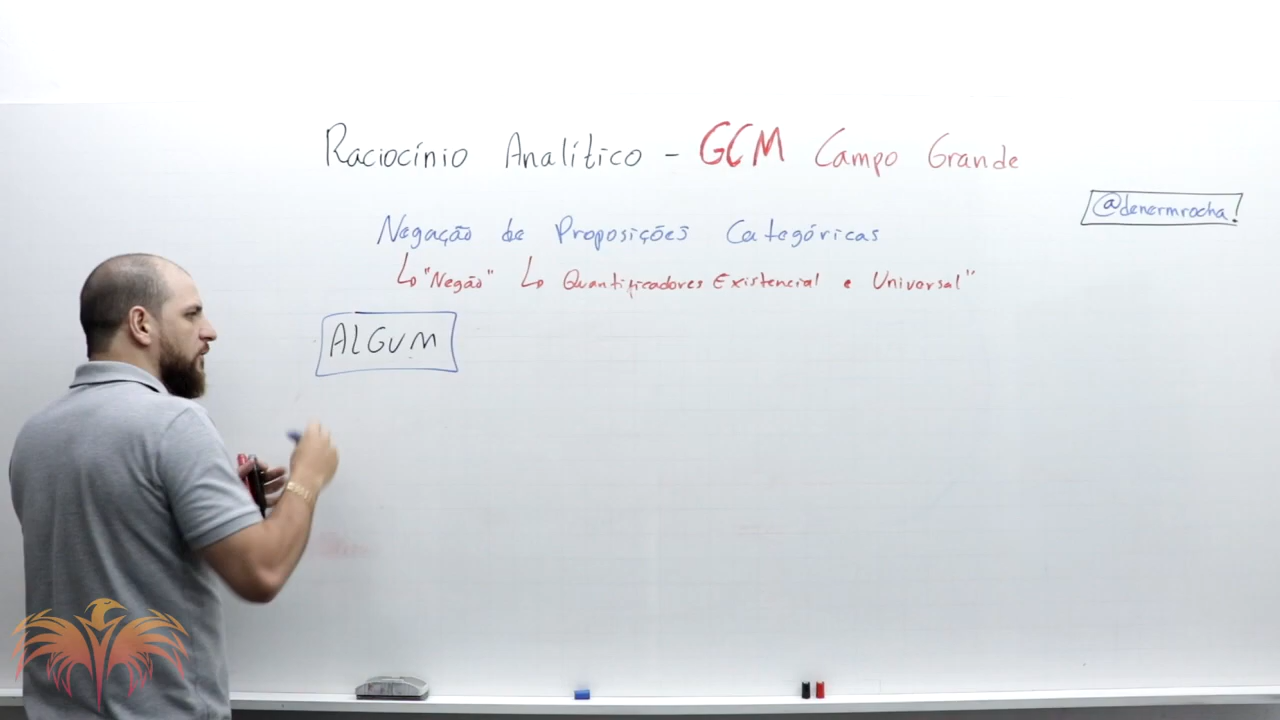 Raciocínio Analítico - GCM Campo Grande
@denermrocha!
Negação de Proposições Categóricas
↳ "Negão" ↳ Quantificadores Existencial e Universal"
ALGUM